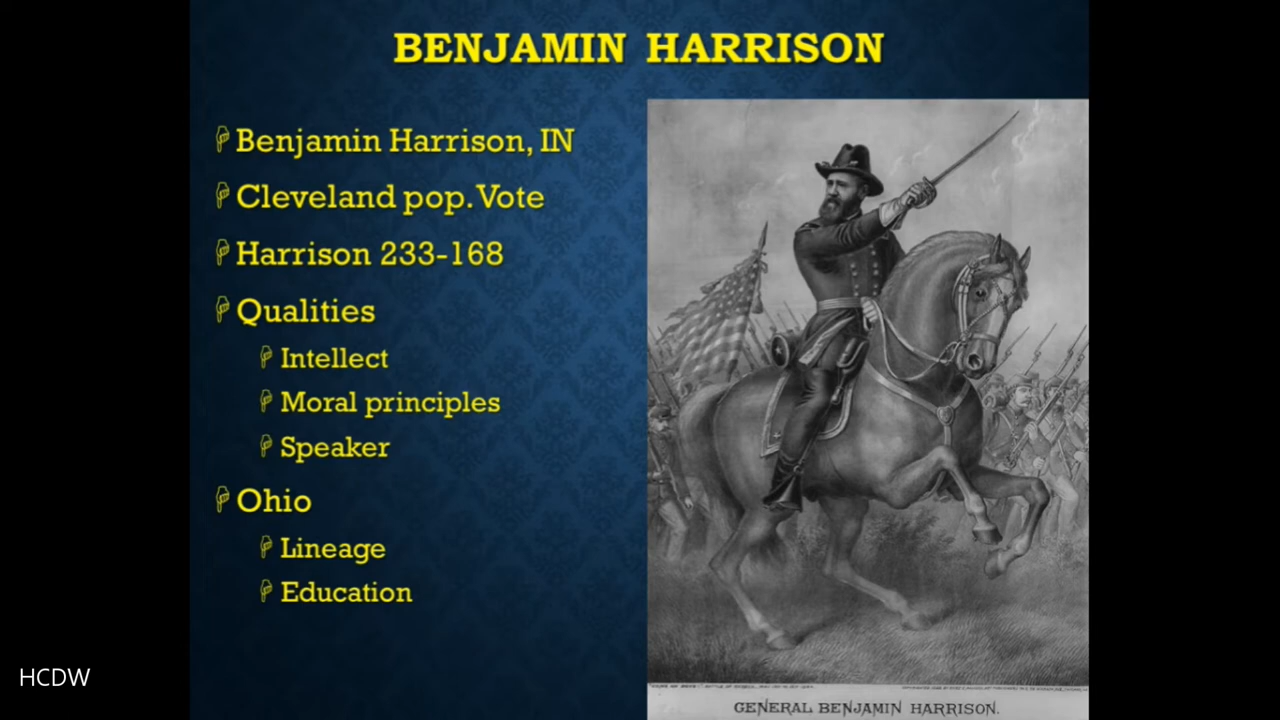 BENJAMIN HARRISON
Benjamin Harrison, IN
Cleveland pop. Vote
Harrison 233-168
Qualities
Intellect
Moral principles
Speaker
Ohio
Lineage
Education
HCDW
GENERAL BENJAMIN HARRISON.